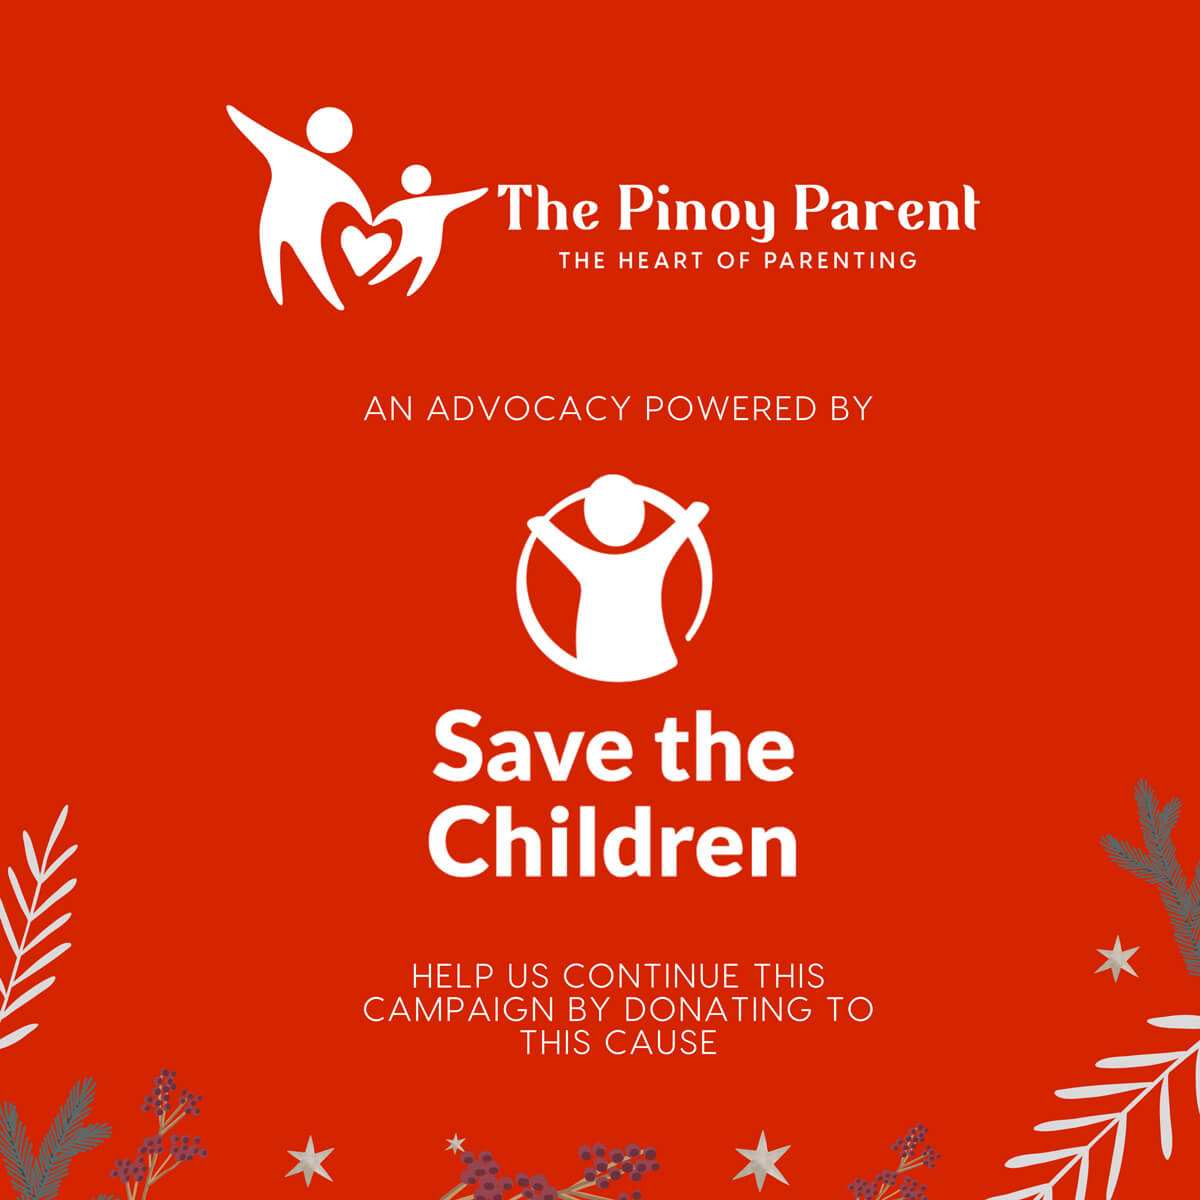 The Pinoy Parent
THE HEART OF PARENTING
AN ADVOCACY POWERED BY
Save the
Children
HELP US CONTINUE THIS
CAMPAIGN BY DONATING TO
THIS CAUSE